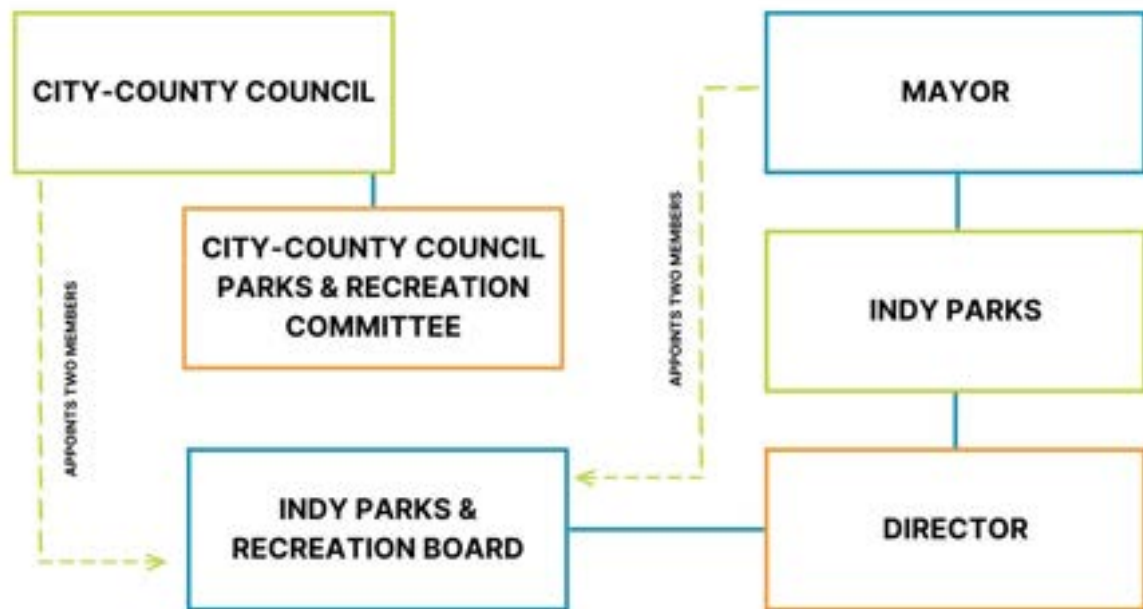 CITY-COUNTY COUNCIL
MAYOR
APPOINTS TWO MEMBERS
CITY-COUNTY COUNCIL
PARKS & RECREATION
COMMITTEE
APPOINTS TWO MEMBERS
INDY PARKS
INDY PARKS &
RECREATION BOARD
DIRECTOR